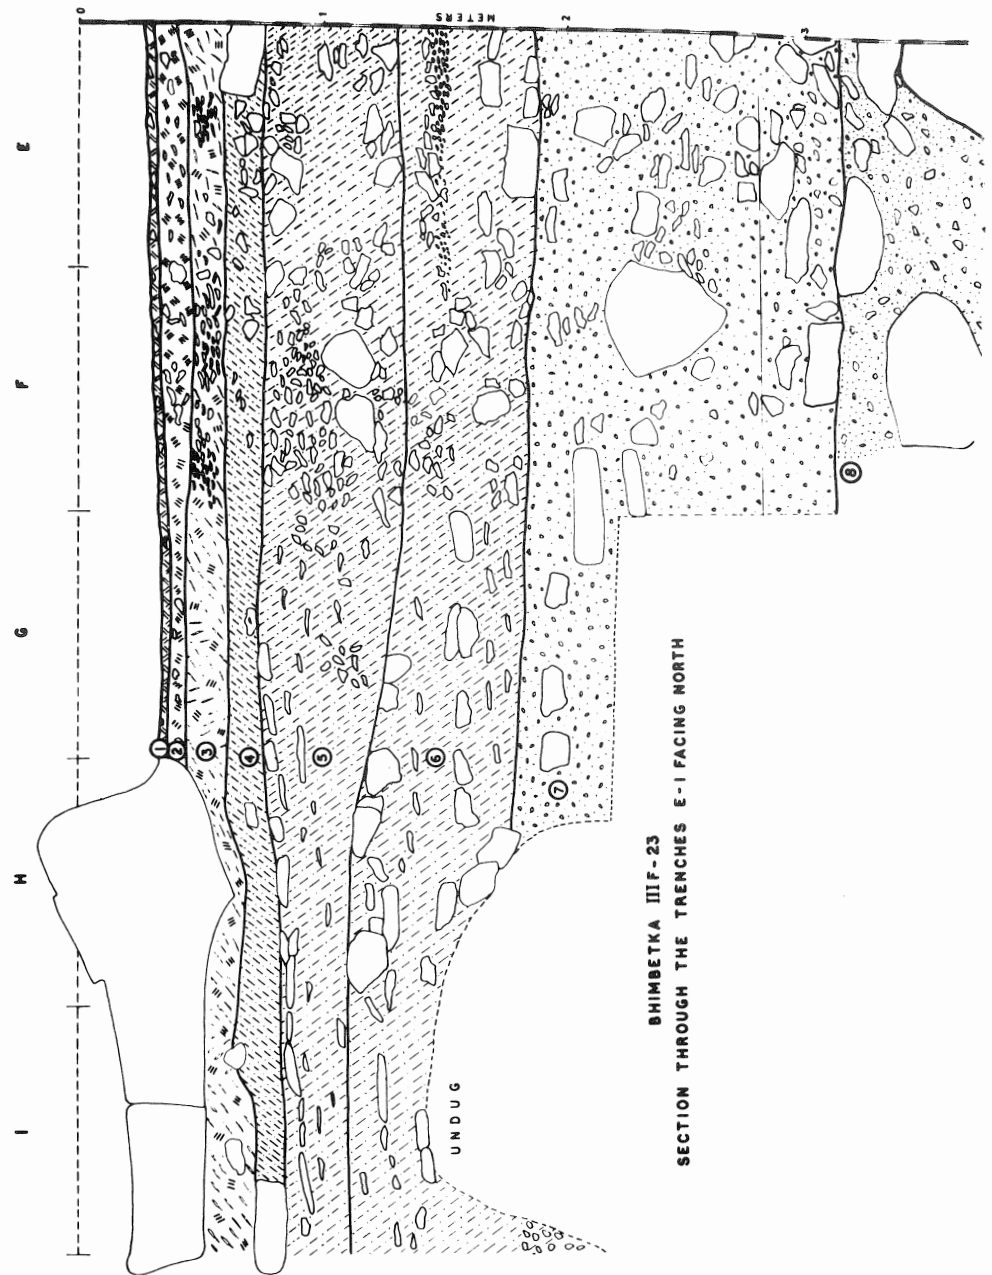 I H G F E
0
1
METERS
2
3
1
2
3
4
5
6
7
8
UNDUG
BHIMBETKA III F-23
SECTION THROUGH THE TRENCHES E-I FACING NORTH